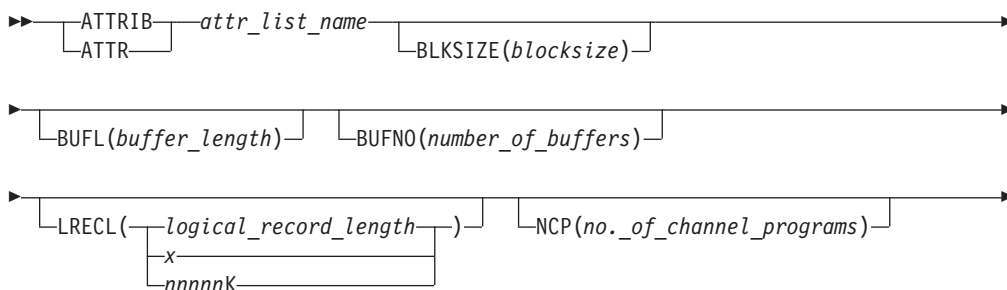 ATTRIB attr_list_name
ATTR BLKSIZE(blocksize)
BUFL(buffer_length) BUFNO(number_of_buffers)
LRECL( logical_record_length ) NCP(no._of_channel_programs)
x
nnnnnK